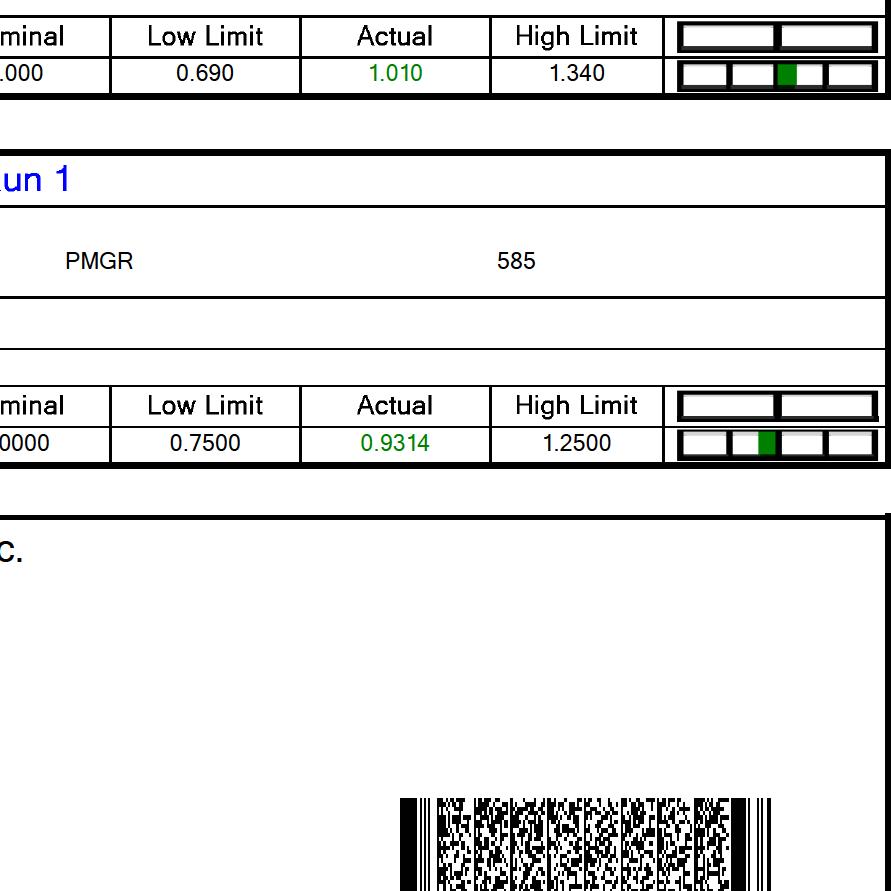 minal Low Limit Actual High Limit
.000 0.690 1.010 1.340
un 1
PMGR 585
minal Low Limit Actual High Limit
0000 0.7500 0.9314 1.2500
c.